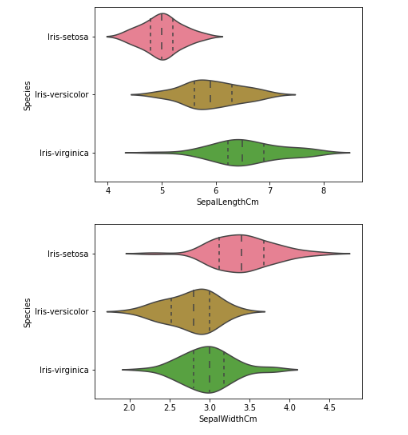 Iris-setosa
Iris-versicolor
Iris-virginica
Species
4 5 6 7 8
SepalLengthCm
Iris-setosa
Iris-versicolor
Iris-virginica
Species
2.0 2.5 3.0 3.5 4.0 4.5
SepalWidthCm